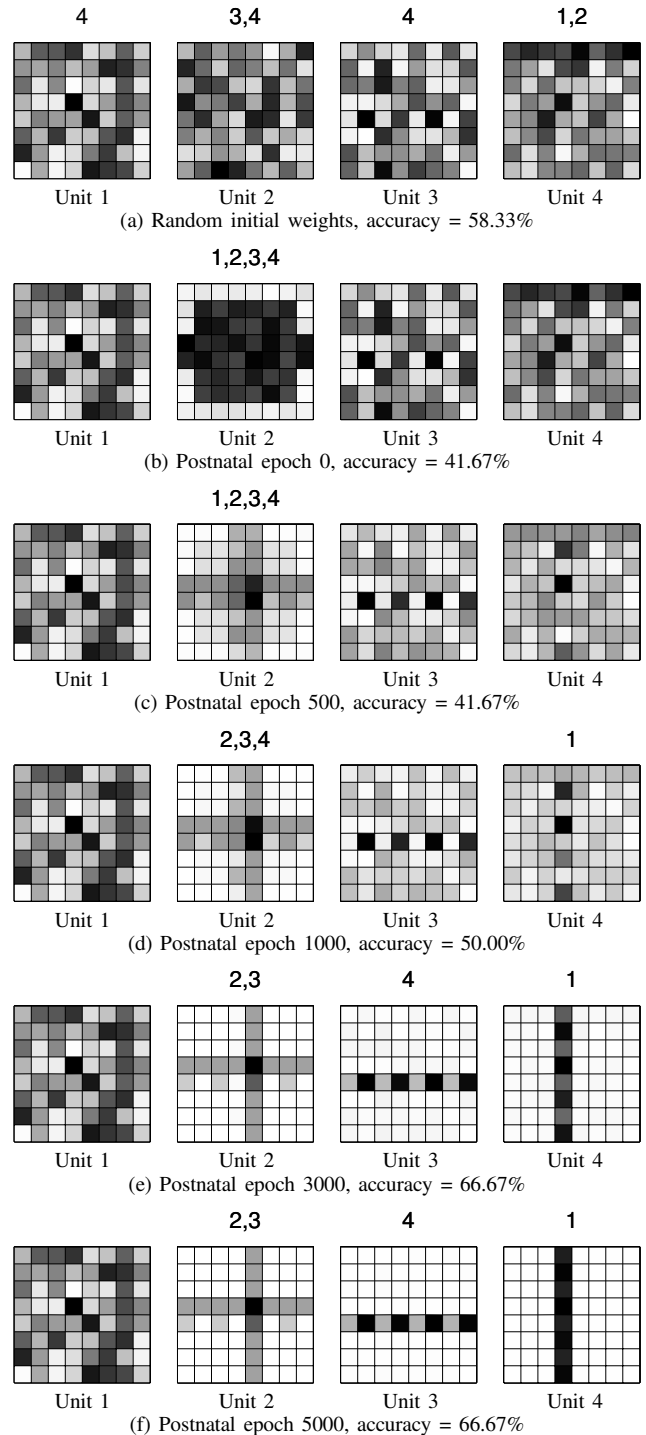 4 3,4 4 1,2
Unit 1 Unit 2 Unit 3 Unit 4
(a) Random initial weights, accuracy = 58.33%
1,2,3,4
Unit 1 Unit 2 Unit 3 Unit 4
(b) Postnatal epoch 0, accuracy = 41.67%
1,2,3,4
Unit 1 Unit 2 Unit 3 Unit 4
(c) Postnatal epoch 500, accuracy = 41.67%
2,3,4 1
Unit 1 Unit 2 Unit 3 Unit 4
(d) Postnatal epoch 1000, accuracy = 50.00%
2,3 4 1
Unit 1 Unit 2 Unit 3 Unit 4
(e) Postnatal epoch 3000, accuracy = 66.67%
2,3 4 1
Unit 1 Unit 2 Unit 3 Unit 4
(f) Postnatal epoch 5000, accuracy = 66.67%